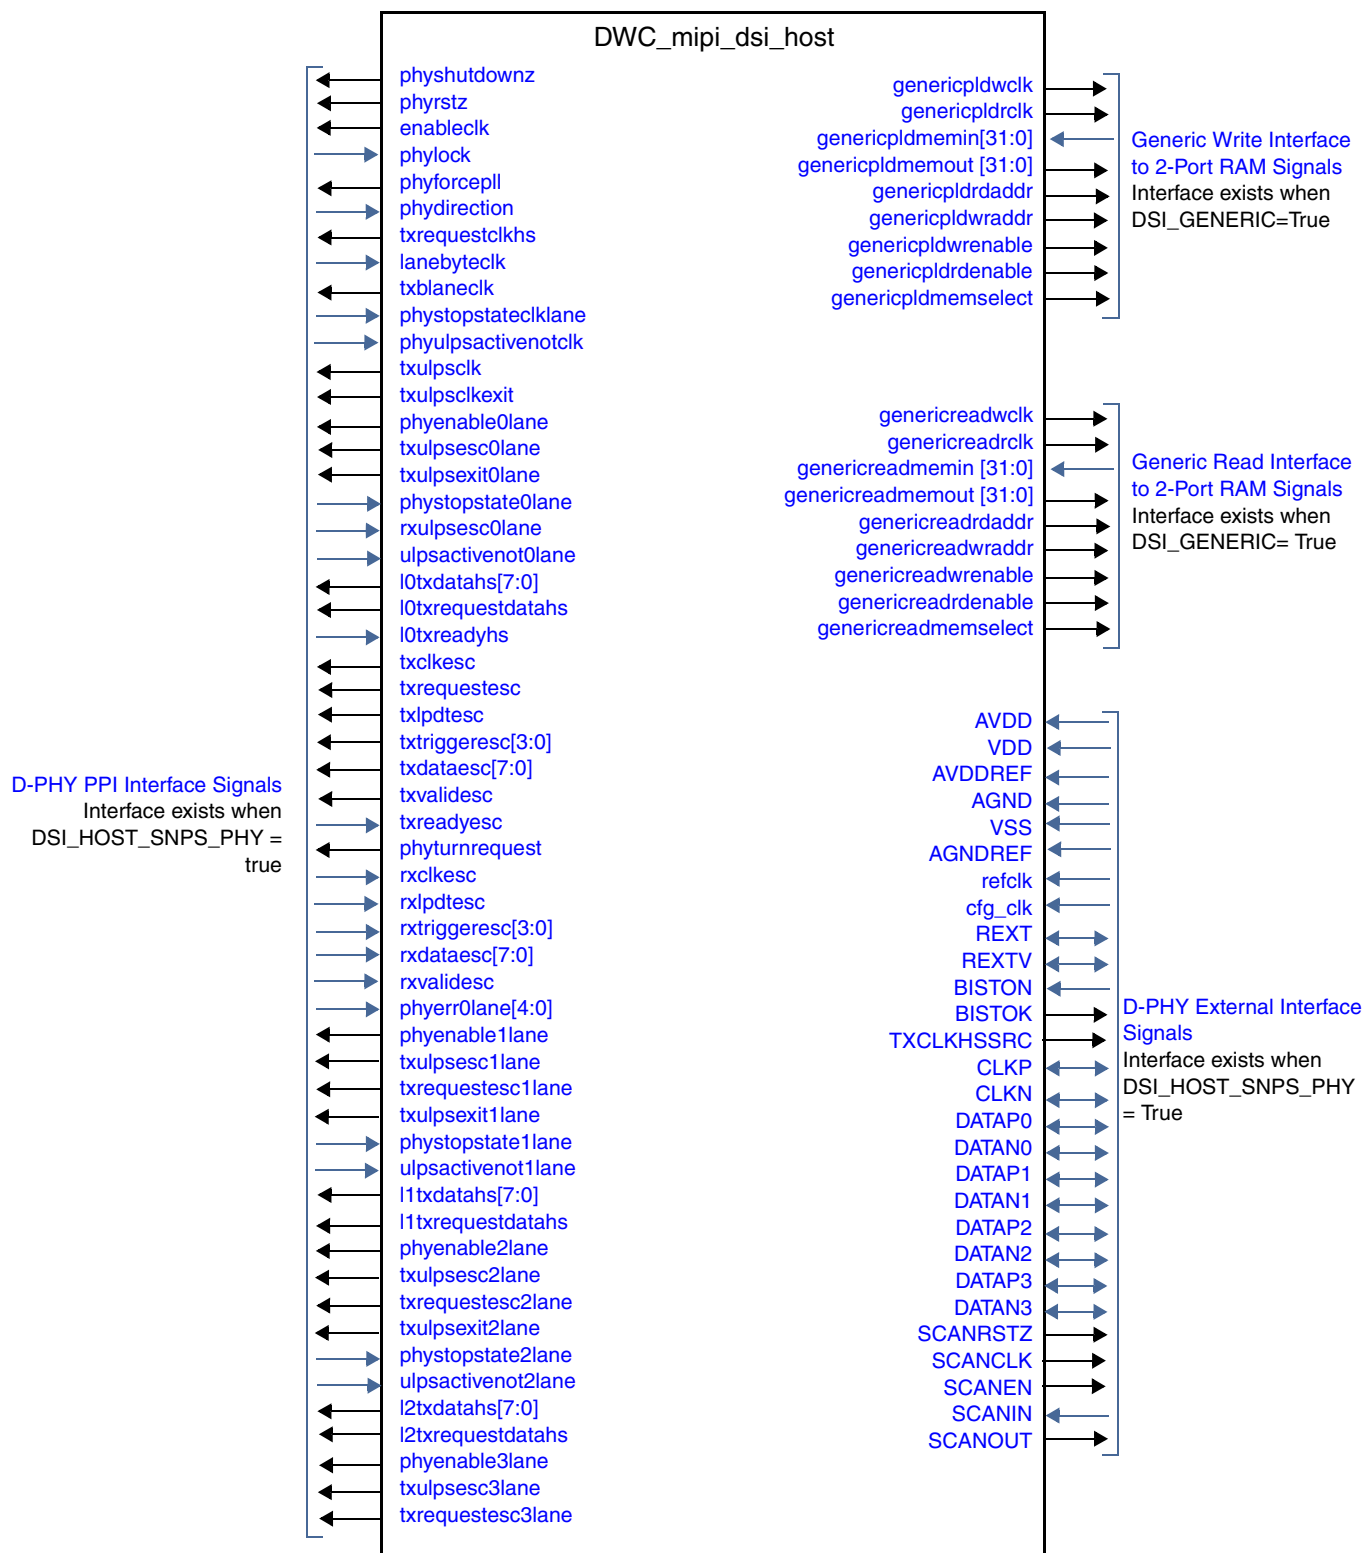 DWC_mipi_dsi_host
physhutdownz
phyrstz
enableclk
phylock
phyforcepll
phydirection
txrequestclkhs
lanebyteclk
txblaneclk
phystopstateclklane
phyulpsactivenotclk
txulpsclk
txulpsclkexit
phyenable0lane
txulpsesc0lane
txulpsexit0lane
phystopstate0lane
rxulpsesc0lane
ulpsactivenot0lane
l0txdatahs[7:0]
l0txrequestdatahs
l0txreadyhs
txclkesc
txrequestesc
txlpdtesc
txtriggeresc[3:0]
txdataesc[7:0]
txvalidesc
txreadyesc
phyturnrequest
rxclkesc
rxlpdtesc
rxtriggeresc[3:0]
rxdataesc[7:0]
rxvalidesc
phyerr0lane[4:0]
phyenable1lane
txulpsesc1lane
txrequestesc1lane
txulpsexit1lane
phystopstate1lane
ulpsactivenot1lane
l1txdatahs[7:0]
l1txrequestdatahs
phyenable2lane
txulpsesc2lane
txrequestesc2lane
txulpsexit2lane
phystopstate2lane
ulpsactivenot2lane
l2txdatahs[7:0]
l2txrequestdatahs
phyenable3lane
txulpsesc3lane
txrequestesc3lane
D-PHY PPI Interface Signals
Interface exists when
DSI_HOST_SNPS_PHY =
true
genericpldwclk
genericpldrclk
genericpldmemin[31:0]
genericpldmemout [31:0]
genericpldrdaddr
genericpldwraddr
genericpldwrenable
genericpldrdenable
genericpldmemselect
Generic Write Interface
to 2-Port RAM Signals
Interface exists when
DSI_GENERIC=True
genericreadwclk
genericreadrclk
genericreadmemin [31:0]
genericreadmemout [31:0]
genericreadrdaddr
genericreadwraddr
genericreadwrenable
genericreadrdenable
genericreadmemselect
Generic Read Interface
to 2-Port RAM Signals
Interface exists when
DSI_GENERIC= True
AVDD
VDD
AVDDREF
AGND
VSS
AGNDREF
refclk
cfg_clk
REXT
REXTV
BISTON
BISTOK
TXCLKHSSRC
CLKP
CLKN
DATAP0
DATAN0
DATAP1
DATAN1
DATAP2
DATAN2
DATAP3
DATAN3
SCANRSTZ
SCANCLK
SCANEN
SCANIN
SCANOUT
D-PHY External Interface
Signals
Interface exists when
DSI_HOST_SNPS_PHY
= True